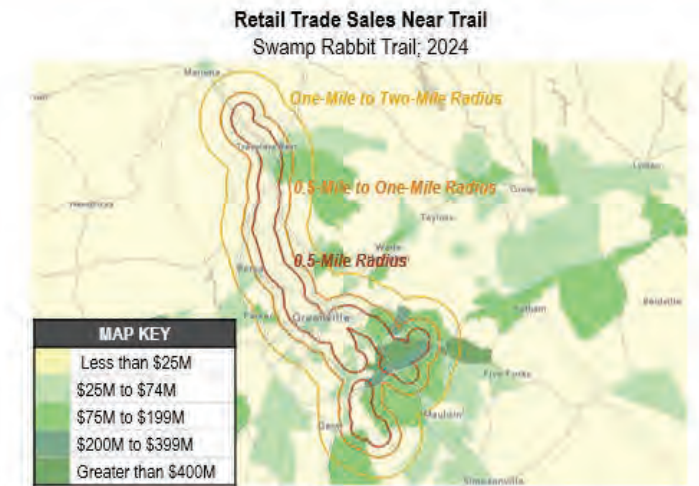 Retail Trade Sales Near Trail
Swamp Rabbit Trail; 2024
Marietta
One-Mile to Two-Mile Radius
Travelers Rest
0.5-Mile to One-Mile Radius
Greer
Taylors
Wade
0.5-Mile Radius
Berea
Parker
Greenville
Pelham
Reidville
Five Forks
Mauldin
Simpsonville
MAP KEY
Less than $25M
$25M to $74M
$75M to $199M
$200M to $399M
Greater than $400M